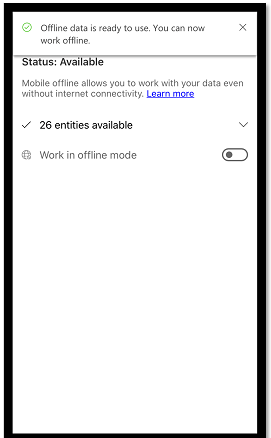 Offline data is ready to use. You can now
work offline.
Status: Available
Mobile offline allows you to work with your data even
without internet connectivity. Learn more
26 entities available
Work in offline mode